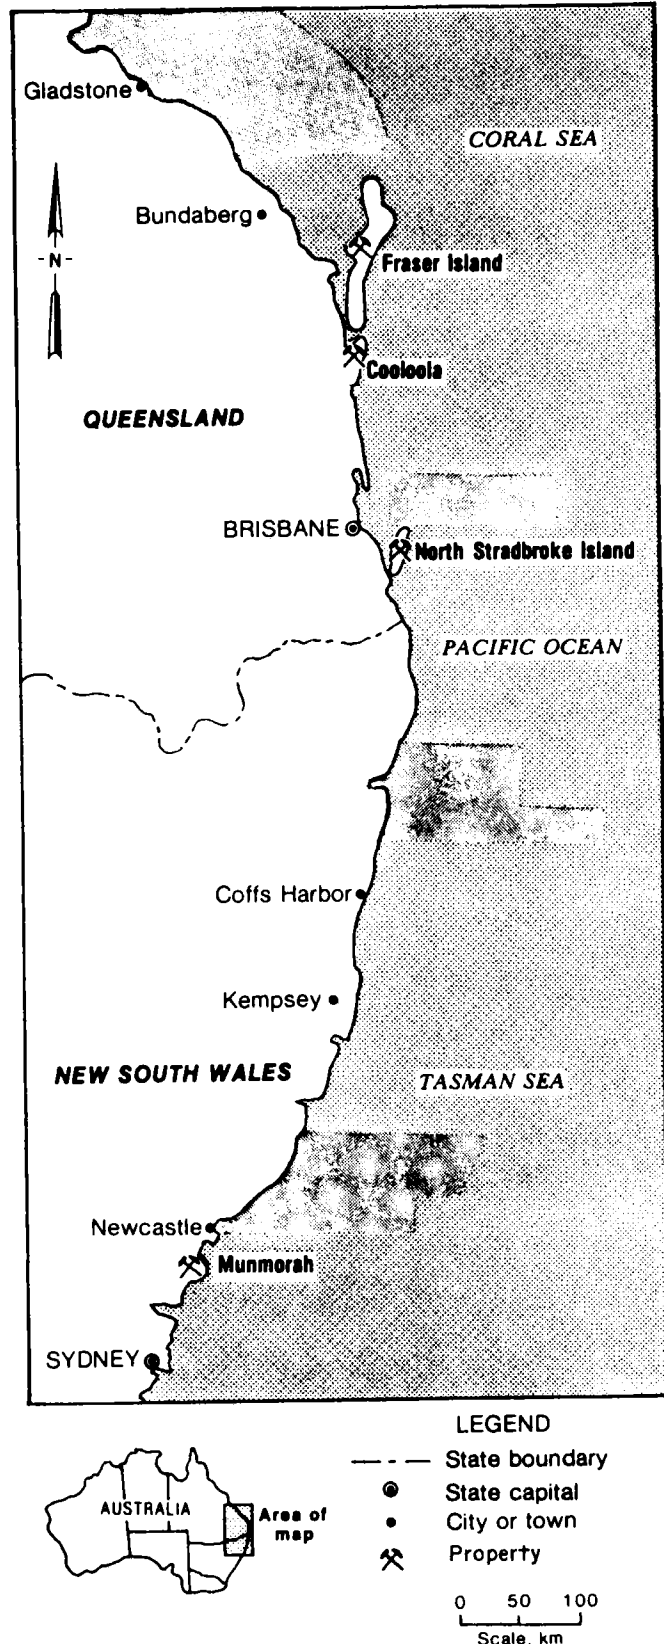 Gladstone
CORAL SEA
Bundaberg
-N-
Fraser Island
Cooloola
QUEENSLAND
BRISBANE
North Stradbroke Island
PACIFIC OCEAN
Coffs Harbor
Kempsey
NEW SOUTH WALES
TASMAN SEA
Newcastle
Munmorah
SYDNEY
LEGEND
State boundary
State capital
City or town
Property
AUSTRALIA
Area of
map
0 50 100
Scale, km